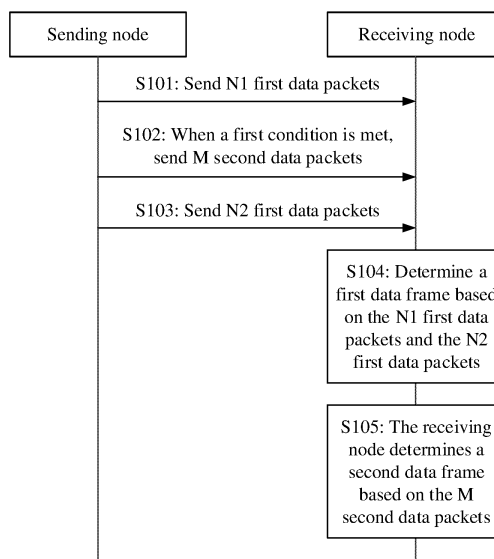 Sending node
Receiving node
S101: Send N1 first data packets
S102: When a first condition is met,
send M second data packets
S103: Send N2 first data packets
S104: Determine a
first data frame based
on the N1 first data
packets and the N2
first data packets
S105: The receiving
node determines a
second data frame
based on the M
second data packets